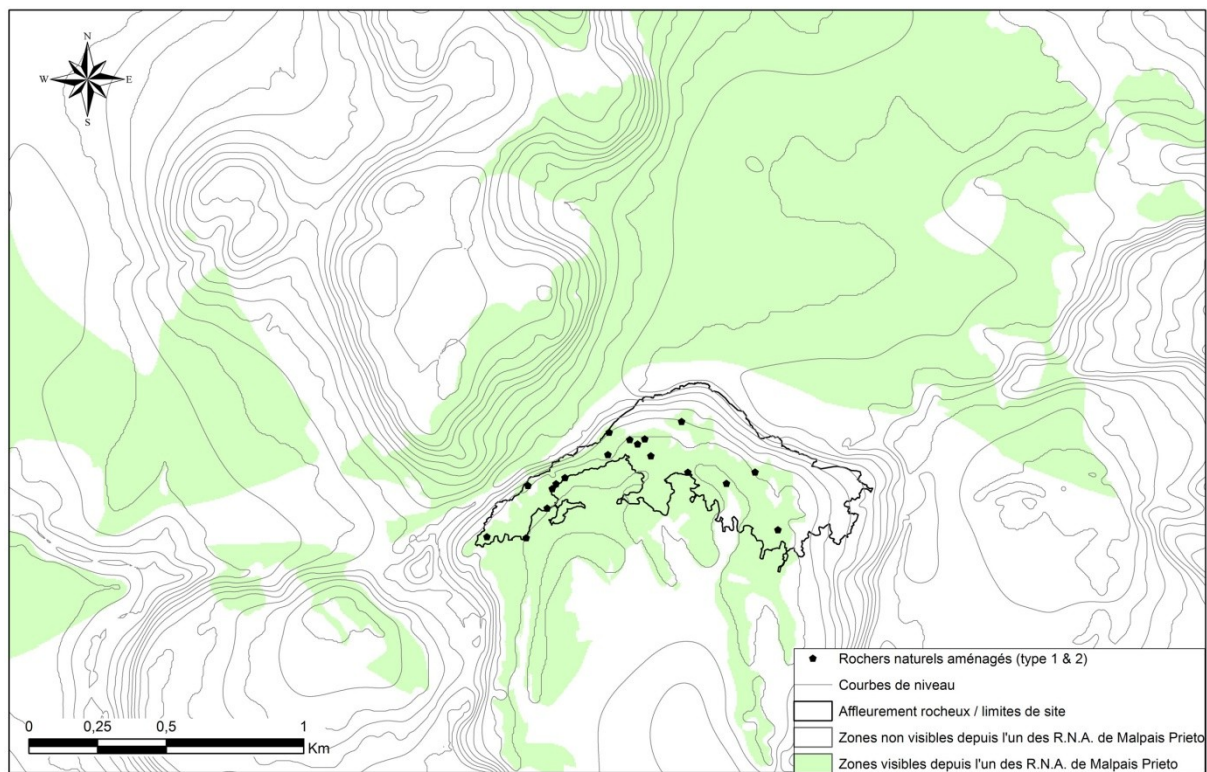 N
W E
S
Rochers naturels aménagés (type 1 & 2)
Courbes de niveau
Affleurement rocheux / limites de site
Zones non visibles depuis l'un des R.N.A. de Malpais Prieto
Zones visibles depuis l'un des R.N.A. de Malpais Prieto
0 0,25 0,5 1
Km